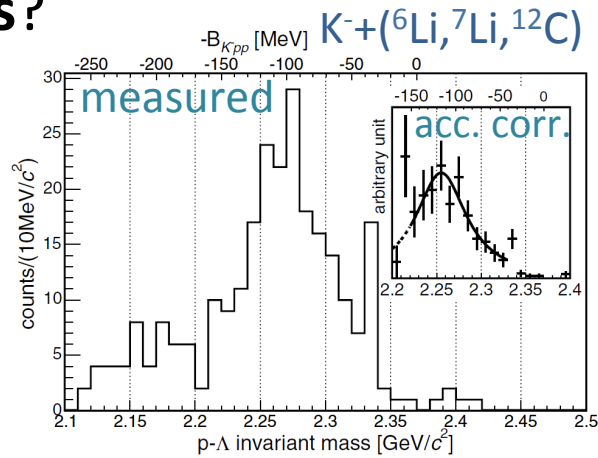 s?
K⁻+(⁶Li,⁷Li,¹²C)
-B_{K⁻pp} [MeV]
-250 -200 -150 -100 -50 0
measured
acc. corr.
-150 -100 -50 0
arbitrary unit
2.2 2.25 2.3 2.35 2.4
counts/(10MeV/c²)
30
25
20
15
10
5
0
2.1 2.15 2.2 2.25 2.3 2.35 2.4 2.45 2.5
p-Λ invariant mass [GeV/c²]